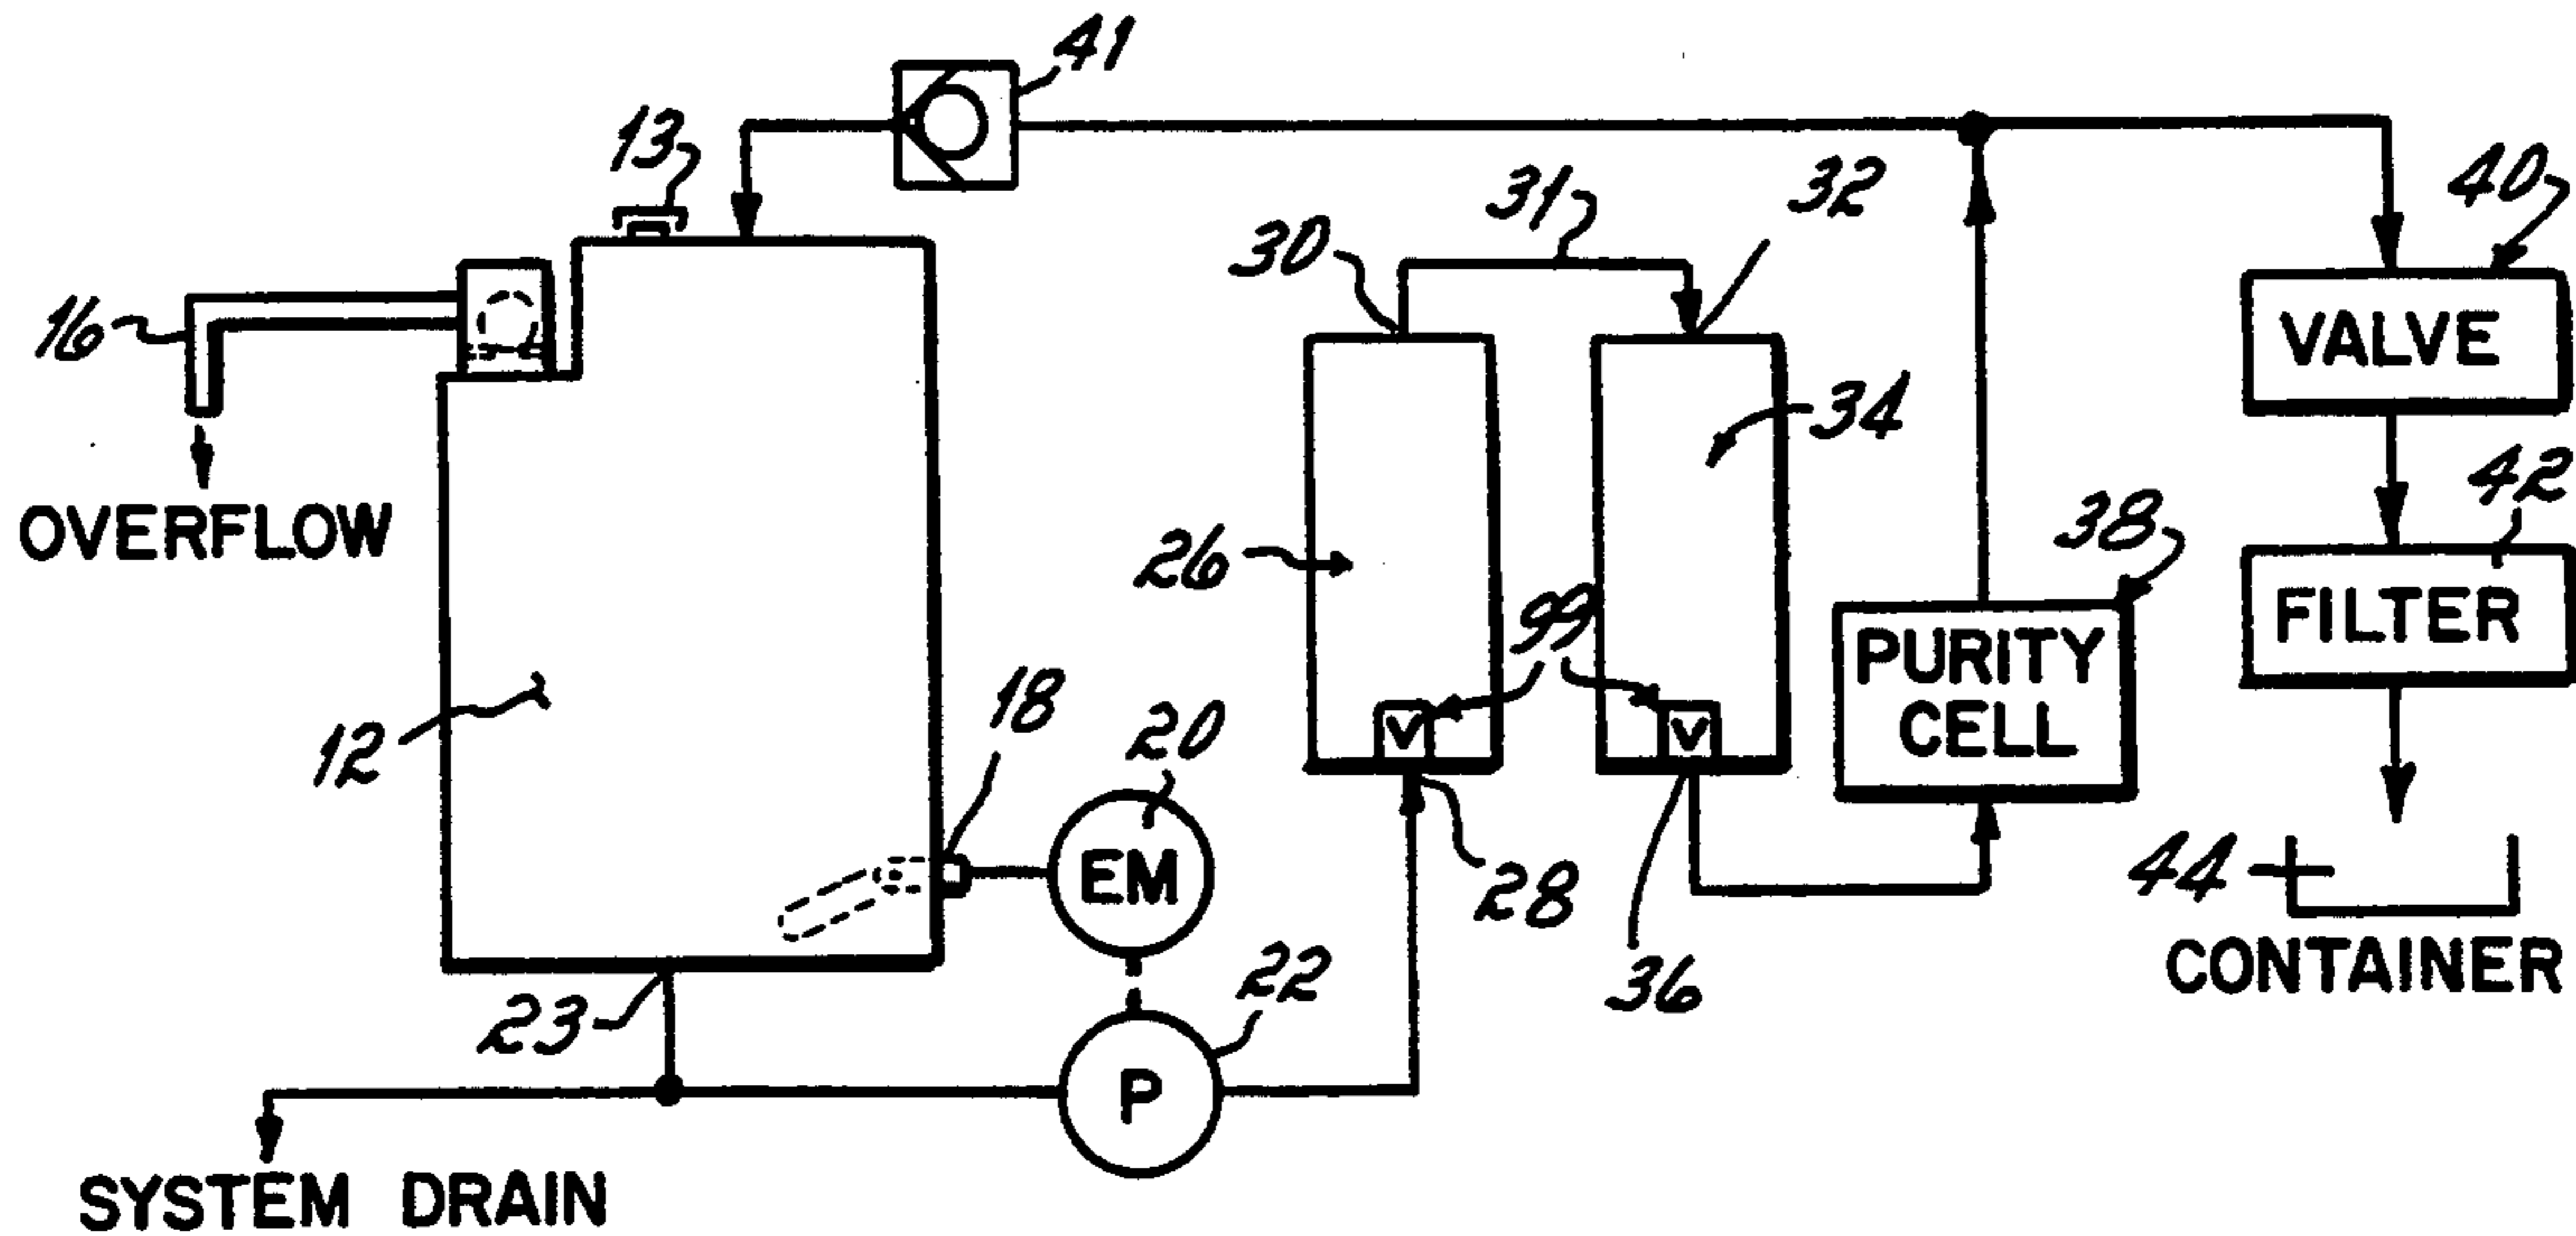 41
13
32
31
40
30
16
VALVE
34
42
OVERFLOW
38
26
99
FILTER
PURITY
CELL
18
20
12
V
V
EM
44
28
22
36
23
CONTAINER
P
SYSTEM DRAIN